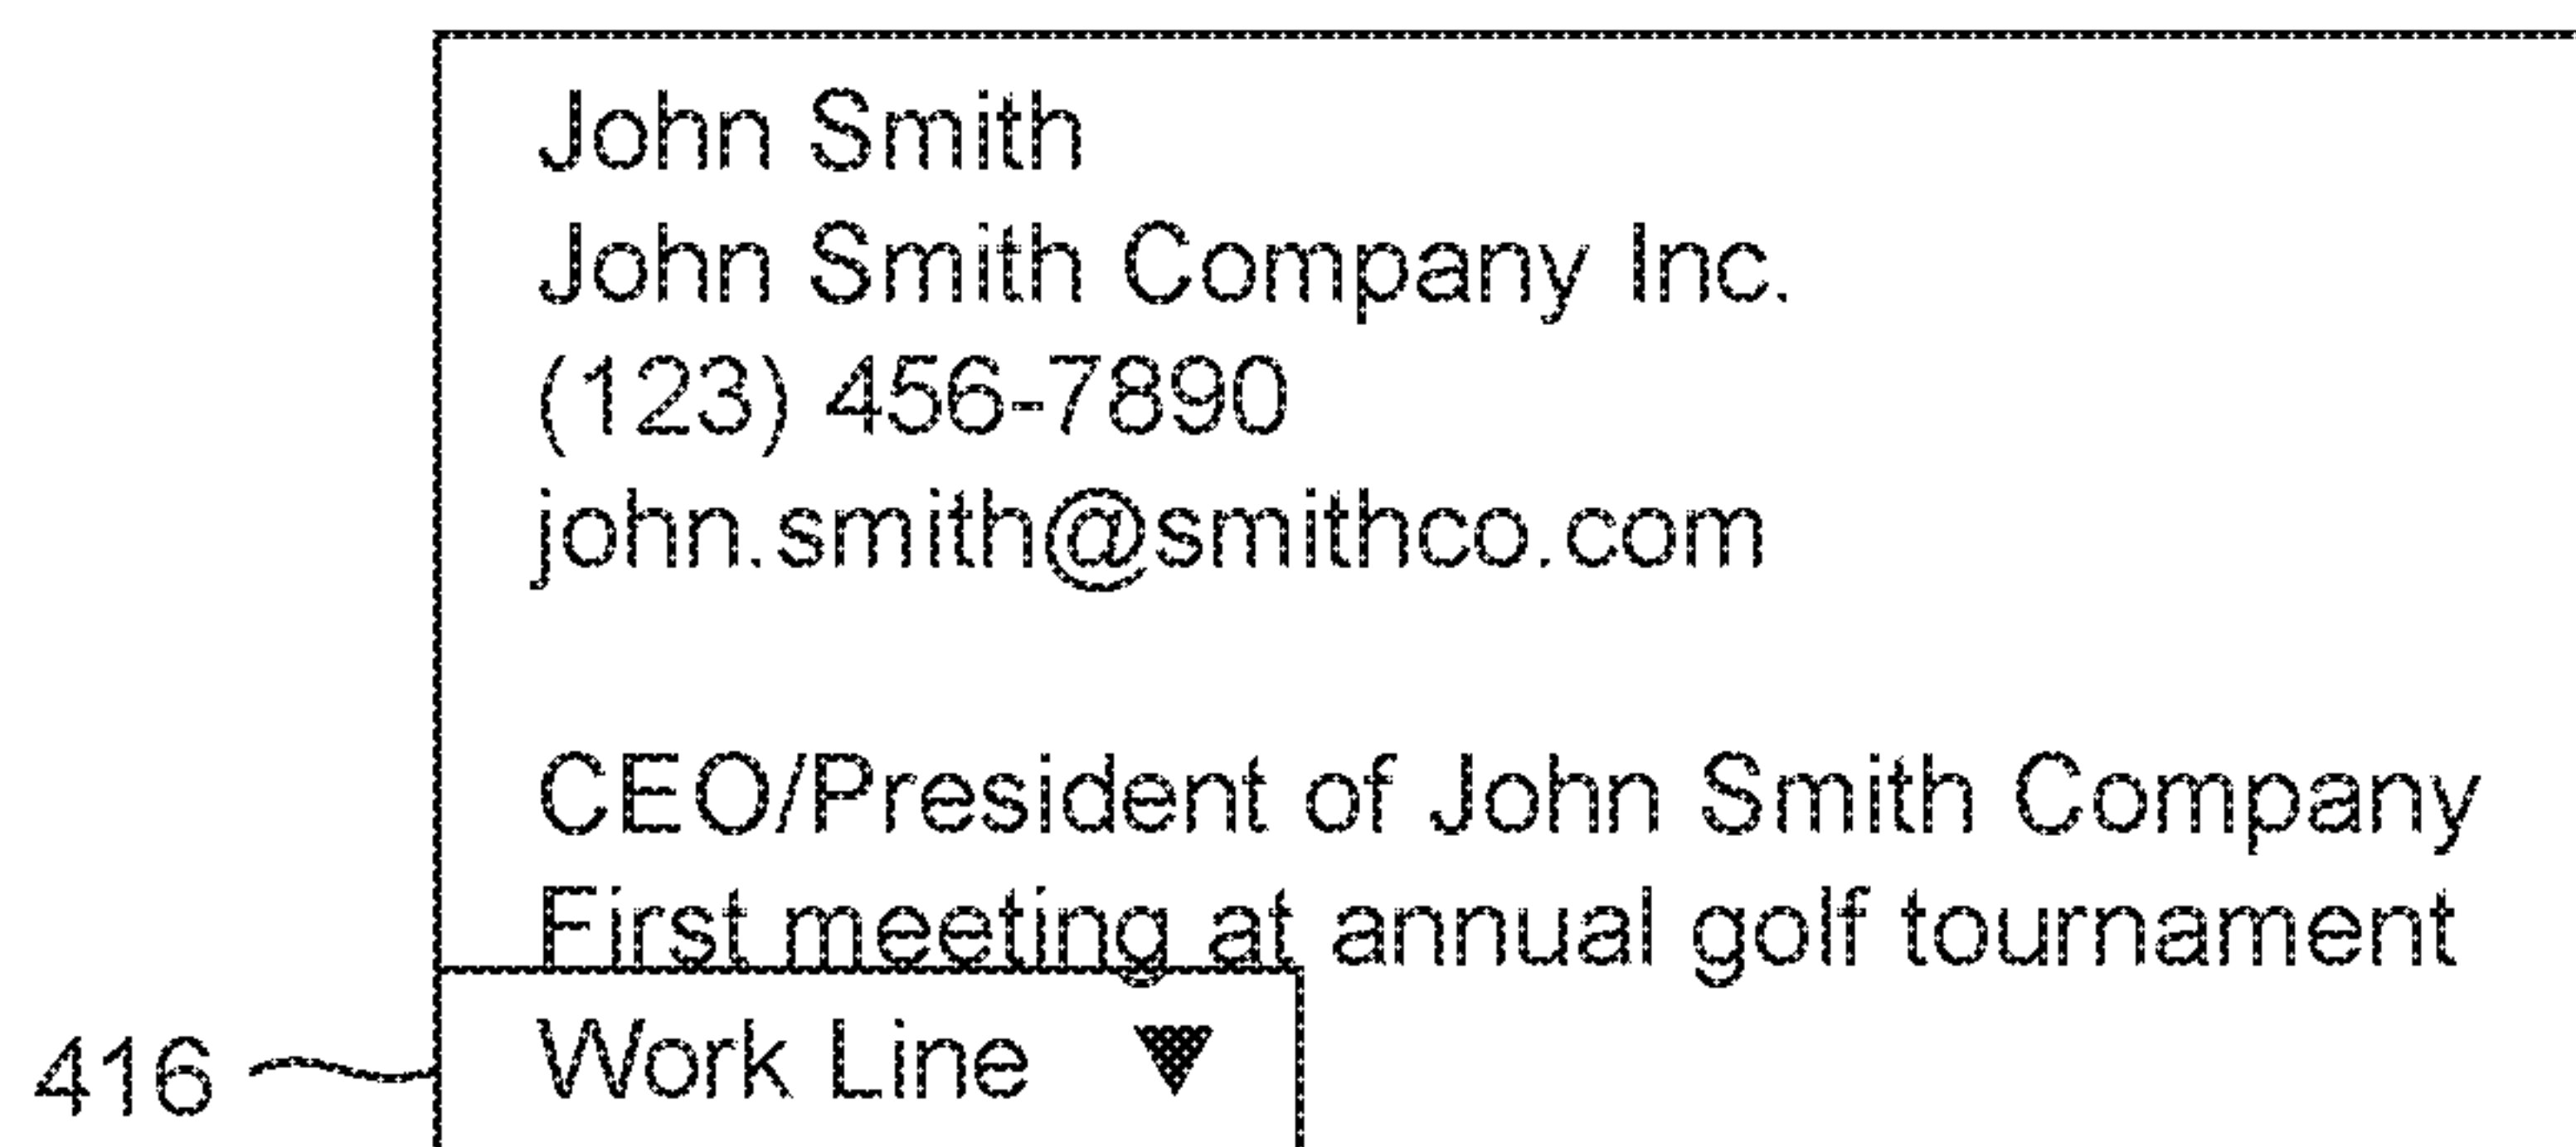 John Smith
John Smith Company Inc.
(123) 456-7890
john.smith@smithco.com
CEO/President of John Smith Company
First meeting at annual golf tournament
416
Work Line ▼